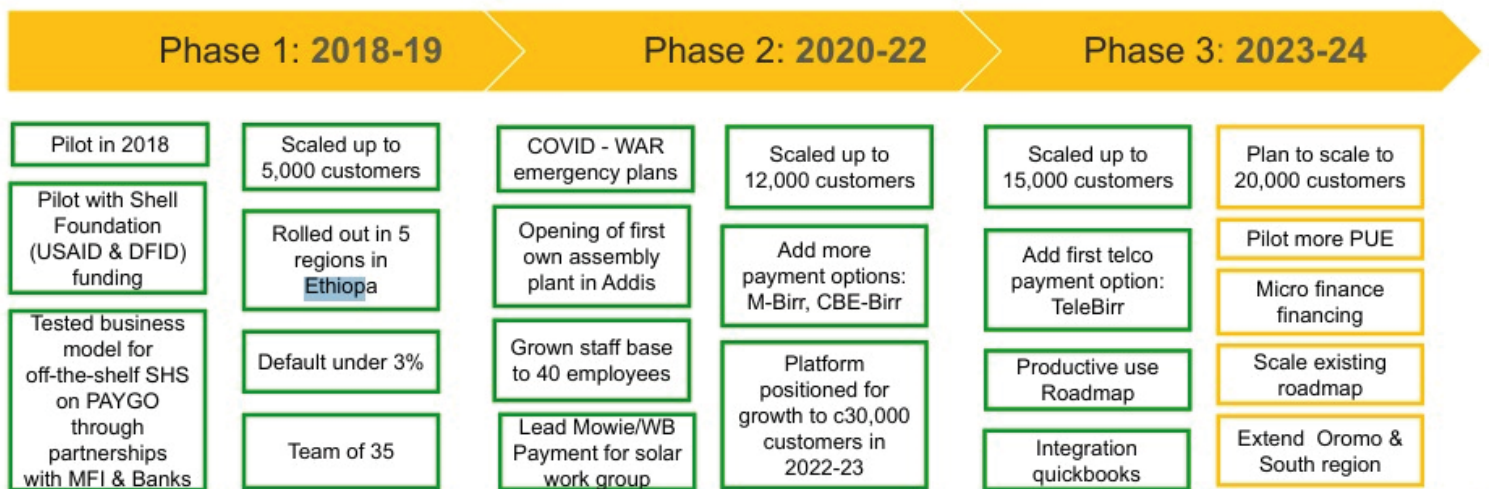 Phase 1: 2018-19
Phase 2: 2020-22
Phase 3: 2023-24
Pilot in 2018
Pilot with Shell
Foundation
(USAID & DFID)
funding
Tested business
model for
off-the-shelf SHS
on PAYGO
through
partnerships
with MFI & Banks
Scaled up to
5,000 customers
Rolled out in 5
regions in
Ethiopa
Default under 3%
Team of 35
COVID - WAR
emergency plans
Opening of first
own assembly
plant in Addis
Grown staff base
to 40 employees
Lead Mowie/WB
Payment for solar
work group
Scaled up to
12,000 customers
Add more
payment options:
M-Birr, CBE-Birr
Platform
positioned for
growth to c30,000
customers in
2022-23
Scaled up to
15,000 customers
Add first telco
payment option:
TeleBirr
Productive use
Roadmap
Integration
quickbooks
Plan to scale to
20,000 customers
Pilot more PUE
Micro finance
financing
Scale existing
roadmap
Extend Oromo &
South region